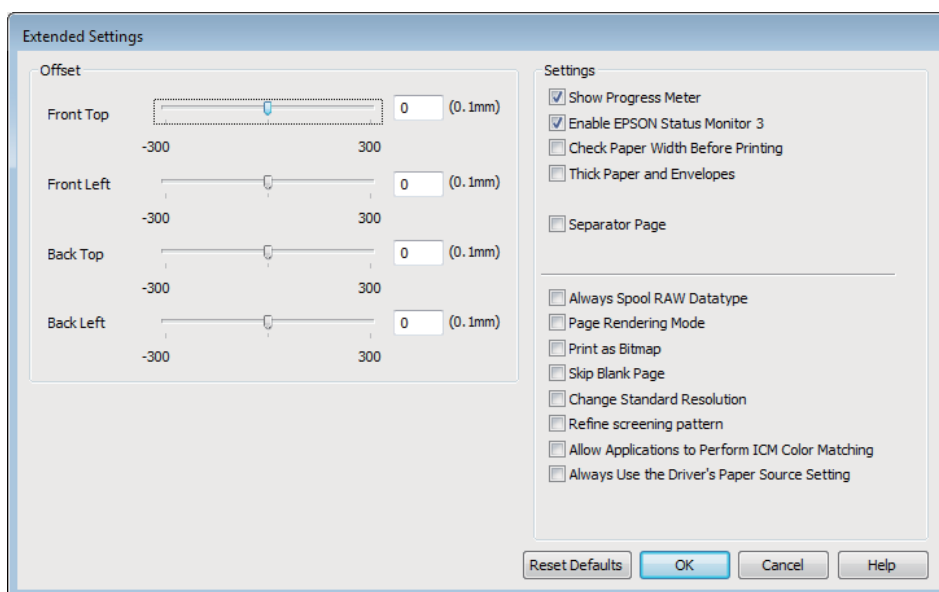 Extended Settings
Offset
Front Top
0 (0.1mm)
-300 300
Front Left
0 (0.1mm)
-300 300
Back Top
0 (0.1mm)
-300 300
Back Left
0 (0.1mm)
-300 300
Settings
Show Progress Meter
Enable EPSON Status Monitor 3
Check Paper Width Before Printing
Thick Paper and Envelopes
Separator Page
Always Spool RAW Datatype
Page Rendering Mode
Print as Bitmap
Skip Blank Page
Change Standard Resolution
Refine screening pattern
Allow Applications to Perform ICM Color Matching
Always Use the Driver's Paper Source Setting
Reset Defaults OK Cancel Help